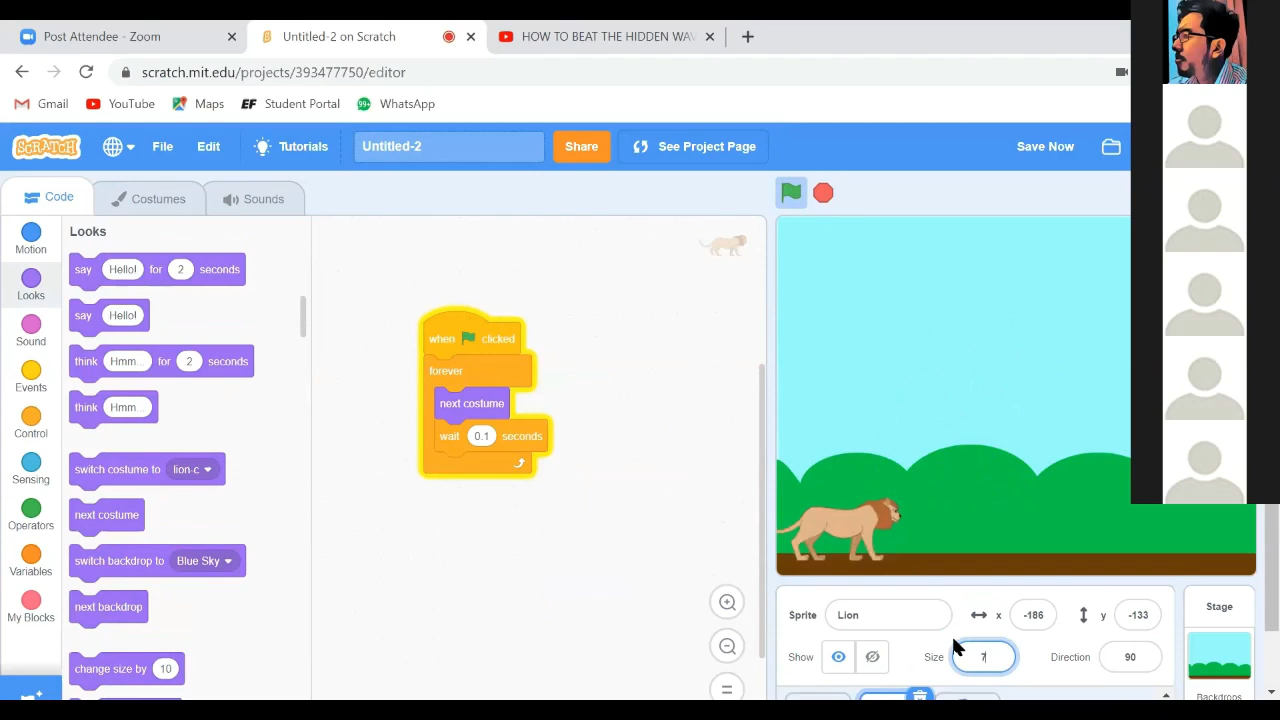 Post Attendee - Zoom
Untitled-2 on Scratch
HOW TO BEAT THE HIDDEN WAV
scratch.mit.edu/projects/393477750/editor
Gmail
YouTube
Maps
EF Student Portal
99+ WhatsApp
SCRATCH
File
Edit
Tutorials
Untitled-2
Share
See Project Page
Save Now
Code
Costumes
Sounds
Motion
Looks
Sound
Events
Control
Sensing
Operators
Variables
My Blocks
Looks
say Hello! for 2 seconds
say Hello!
think Hmm... for 2 seconds
think Hmm...
switch costume to lion-c
next costume
switch backdrop to Blue Sky
next backdrop
change size by 10
when clicked
forever
next costume
wait 0.1 seconds
Sprite Lion x -186 y -133
Show Size 7 Direction 90
Stage
Backdrops